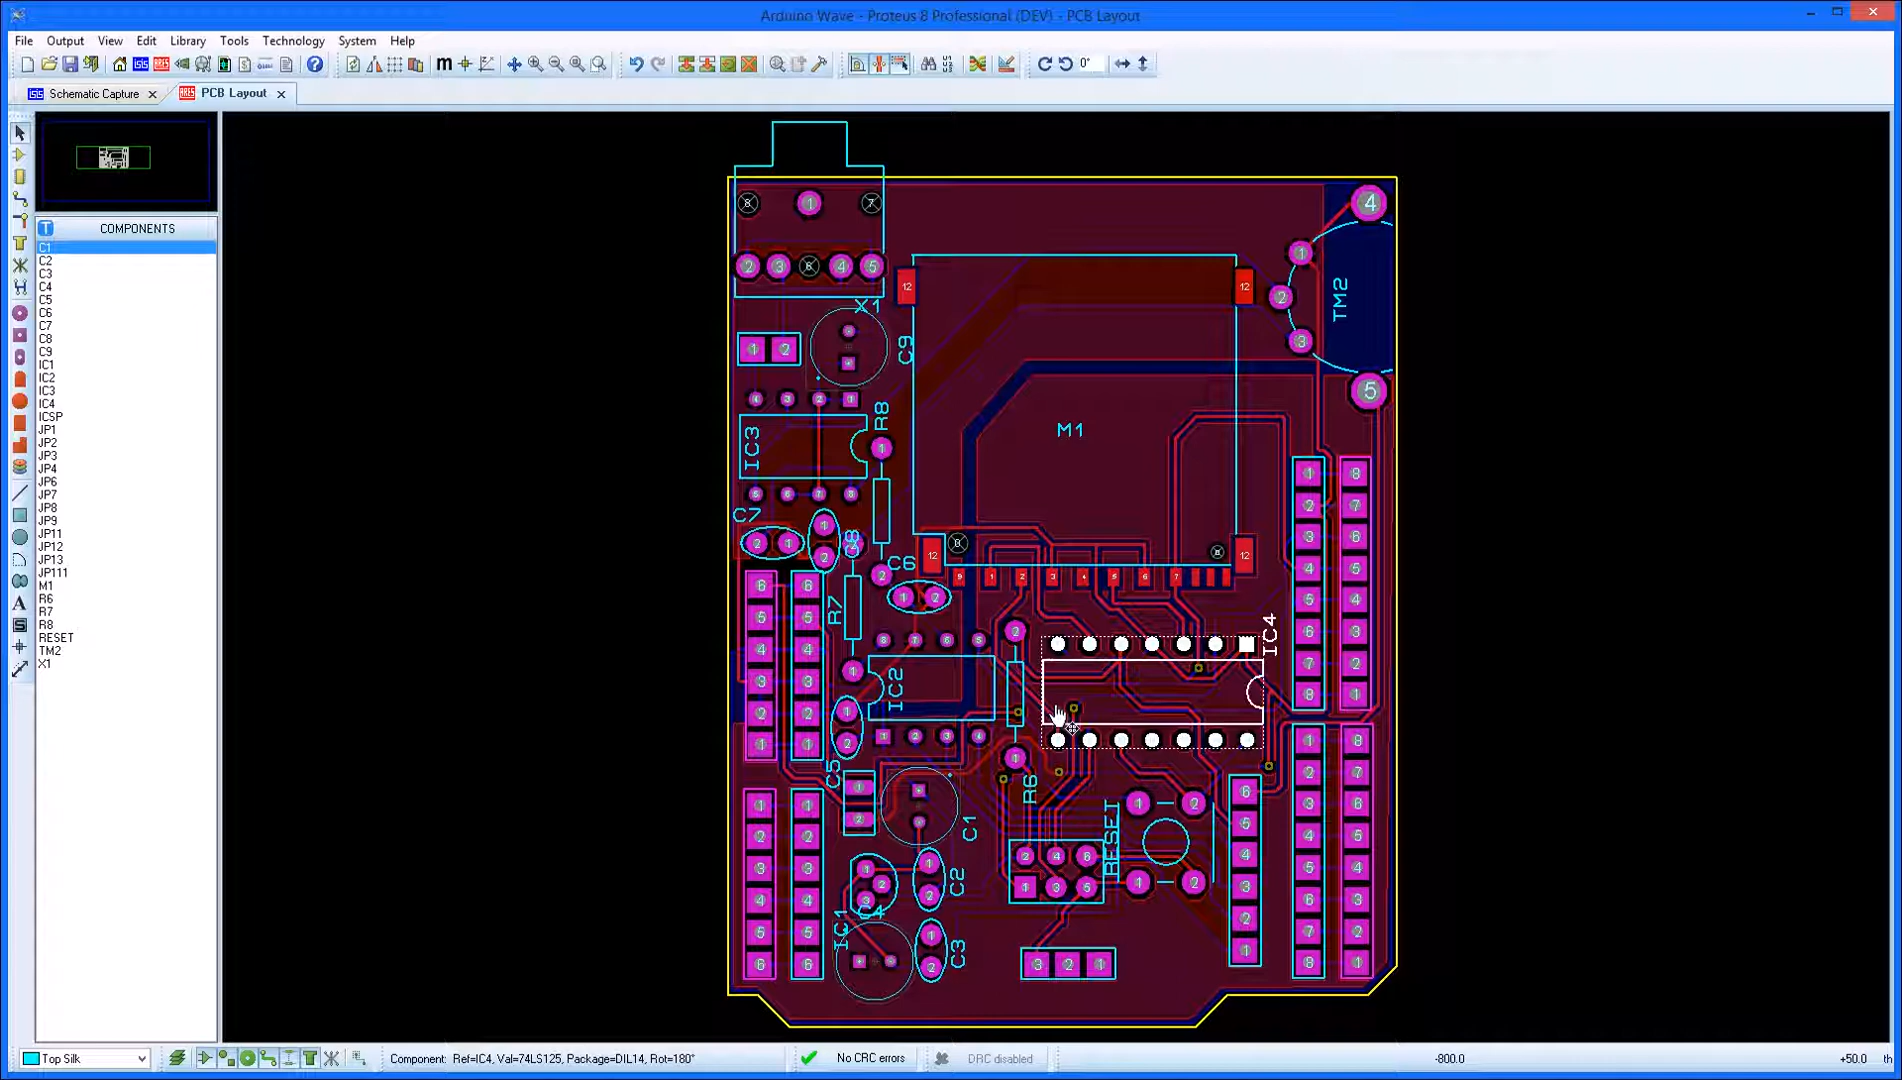 Arduino Wave - Proteus 8 Professional (DEV) - PCB Layout
File Output View Edit Library Tools Technology System Help
0°
Schematic Capture
PCB Layout
COMPONENTS
C1
C2
C3
C4
C5
C6
C7
C8
C9
IC1
IC2
IC3
IC4
ICSP
JP1
JP2
JP3
JP4
JP6
JP7
JP8
JP9
JP11
JP12
JP13
JP111
M1
R6
R7
R8
RESET
TM2
X1
X1
C9
TM2
R8
M1
IC3
C7
C8
C6
R7
IC4
IC2
C5
R6
C1
RESET
C2
C4
IC1
C3
Top Silk
Component: Ref=IC4, Val=74LS125, Package=DIL14, Rot=180°
No CRC errors
DRC disabled
-800.0
+50.0
th